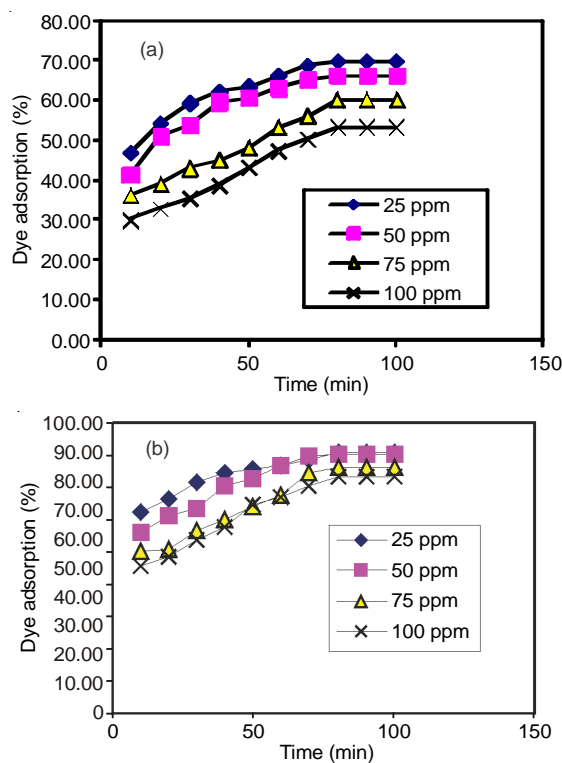 (a)
80.00
70.00
60.00
50.00
40.00
30.00
20.00
10.00
0.00
Dye adsorption (%)
25 ppm
50 ppm
75 ppm
100 ppm
0 50 100 150
Time (min)
(b)
100.00
90.00
80.00
70.00
60.00
50.00
40.00
30.00
20.00
10.00
0
Dye adsorption (%)
25 ppm
50 ppm
75 ppm
100 ppm
0 50 100 150
Time (min)